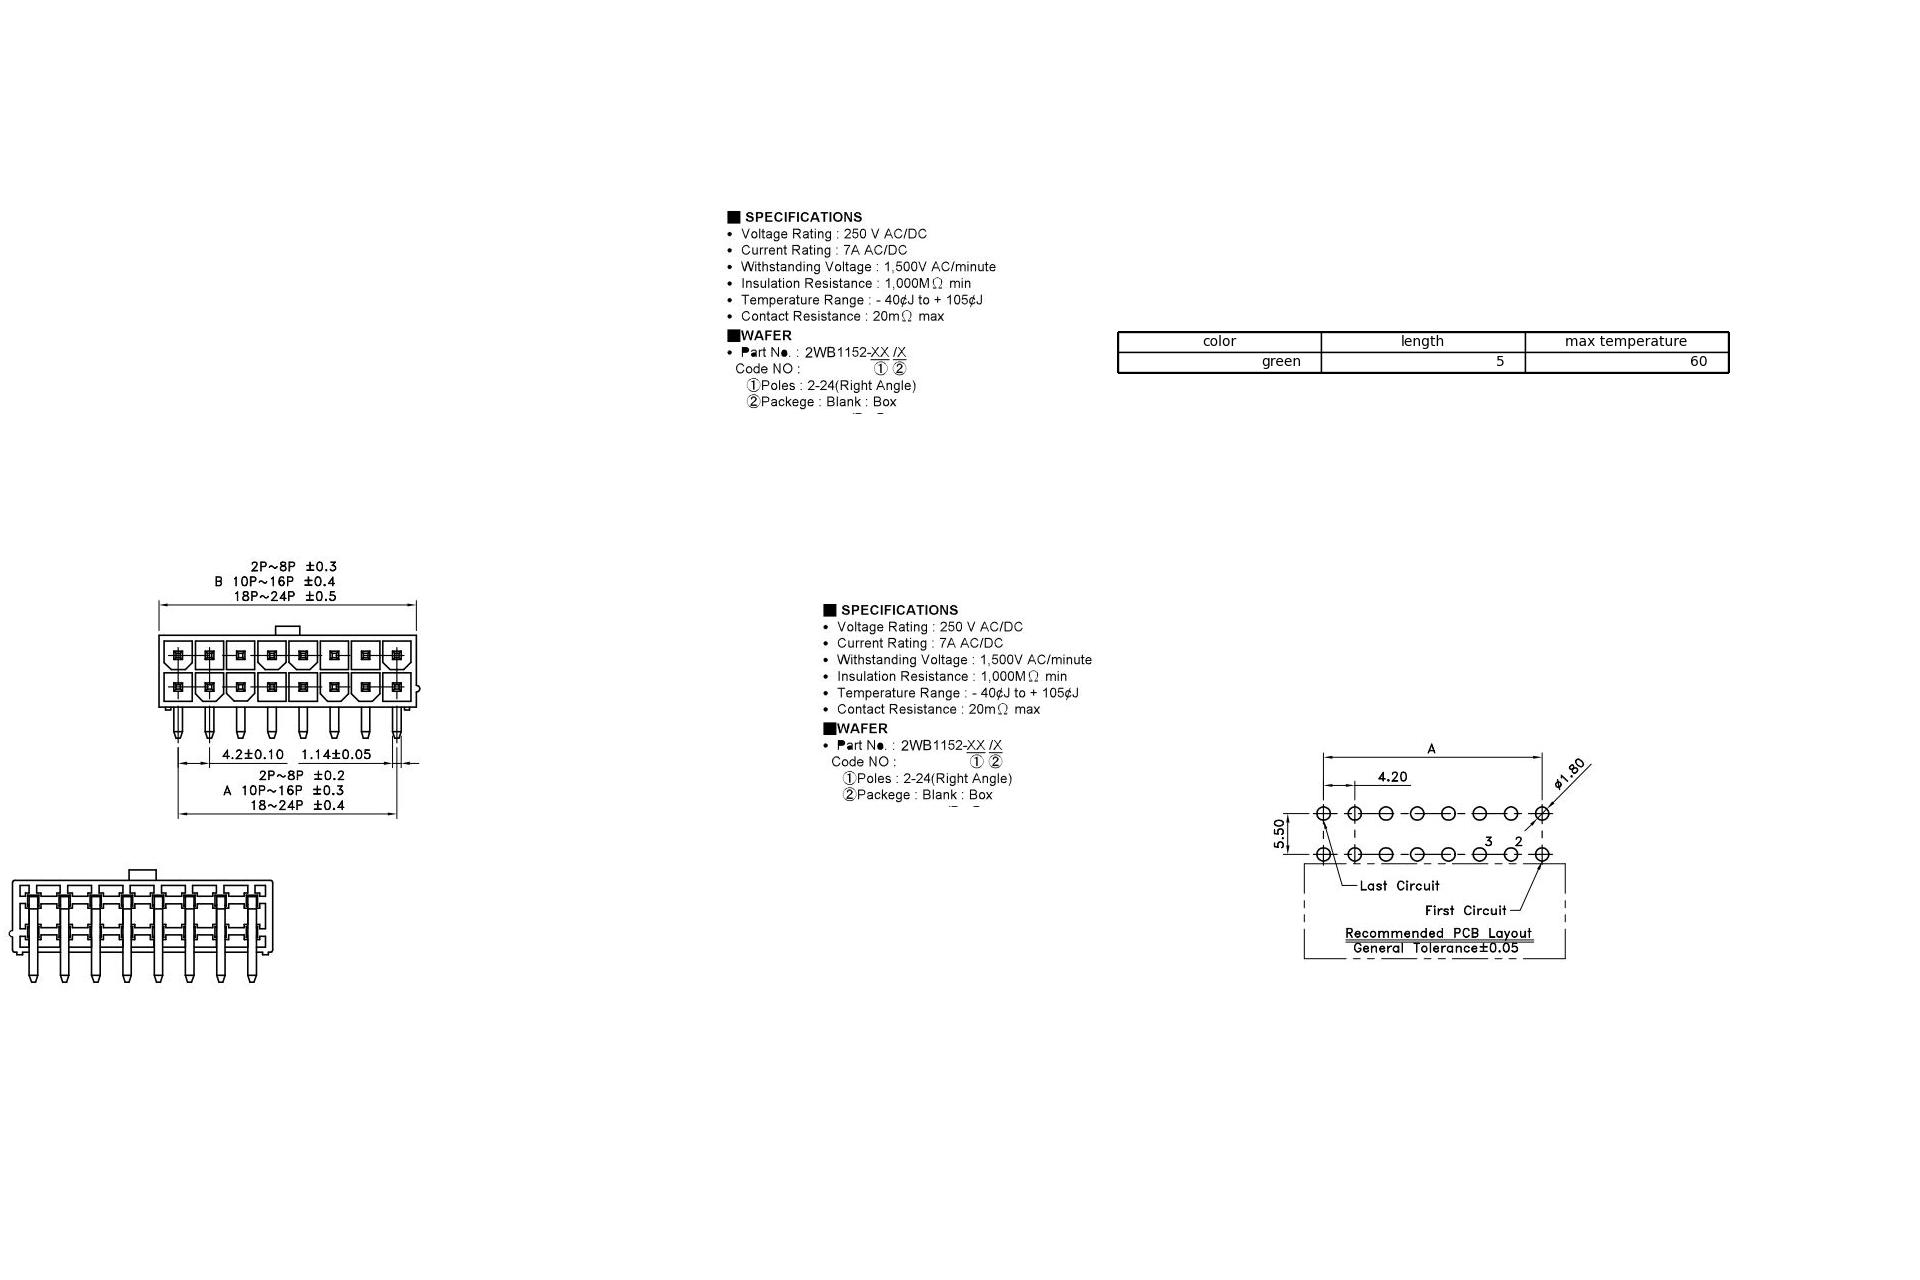 ■ SPECIFICATIONS
• Voltage Rating : 250 V AC/DC
• Current Rating : 7A AC/DC
• Withstanding Voltage : 1,500V AC/minute
• Insulation Resistance : 1,000MΩ min
• Temperature Range : - 40¢J to + 105¢J
• Contact Resistance : 20mΩ max
■WAFER
• Part No. : 2WB1152-XX /X
Code NO : ① ②
①Poles : 2-24(Right Angle)
②Packege : Blank : Box
color length max temperature
green 5 60
2P~8P ±0.3
B 10P~16P ±0.4
18P~24P ±0.5
4.2±0.10 1.14±0.05
2P~8P ±0.2
A 10P~16P ±0.3
18~24P ±0.4
■ SPECIFICATIONS
• Voltage Rating : 250 V AC/DC
• Current Rating : 7A AC/DC
• Withstanding Voltage : 1,500V AC/minute
• Insulation Resistance : 1,000MΩ min
• Temperature Range : - 40¢J to + 105¢J
• Contact Resistance : 20mΩ max
■WAFER
• Part No. : 2WB1152-XX /X
Code NO : ① ②
①Poles : 2-24(Right Angle)
②Packege : Blank : Box
A
4.20
ø1.80
5.50
3 2
Last Circuit
First Circuit
Recommended PCB Layout
General Tolerance±0.05